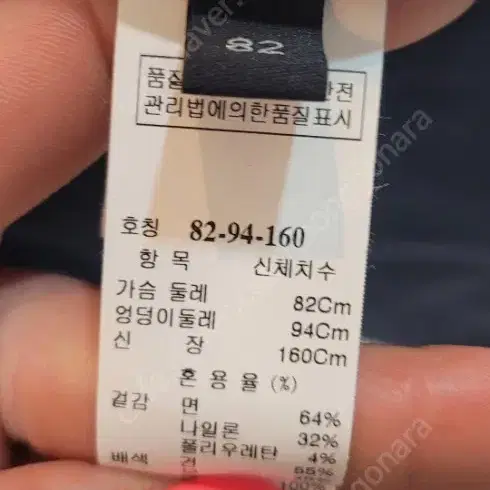 82
품질
안전
관리법에의한품질표시
호칭 82-94-160
항 목 신체치수
가슴 둘레 82Cm
엉덩이둘레 94Cm
신 장 160Cm
혼 용 율 (%)
겉감 면 64%
나일론 32%
폴리우레탄 4%
배색
100%